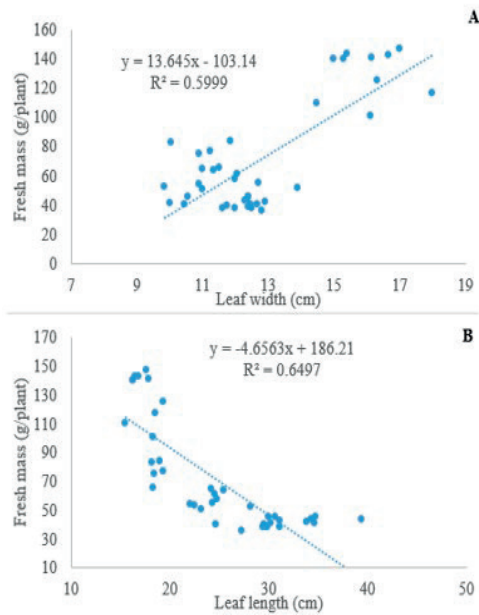 A
160
y = 13.645x - 103.14
140
R² = 0.5999
120
100
80
60
40
20
0
Fresh mass (g/plant)
7 9 11 13 15 17 19
Leaf width (cm)
B
170
y = -4.6563x + 186.21
150
R² = 0.6497
130
110
90
70
50
30
10
Fresh mass (g/plant)
10 20 30 40 50
Leaf length (cm)